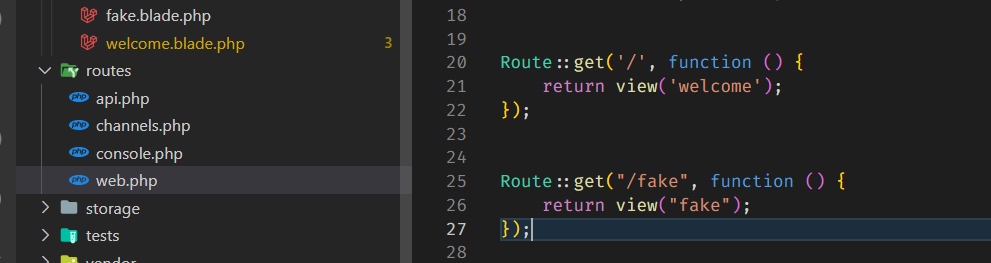 fake.blade.php
welcome.blade.php 3
routes
api.php
channels.php
console.php
web.php
storage
tests
18
19
20 Route::get('/', function () {
21 return view('welcome');
22 });
23
24
25 Route::get("/fake", function () {
26 return view("fake");
27 });
28